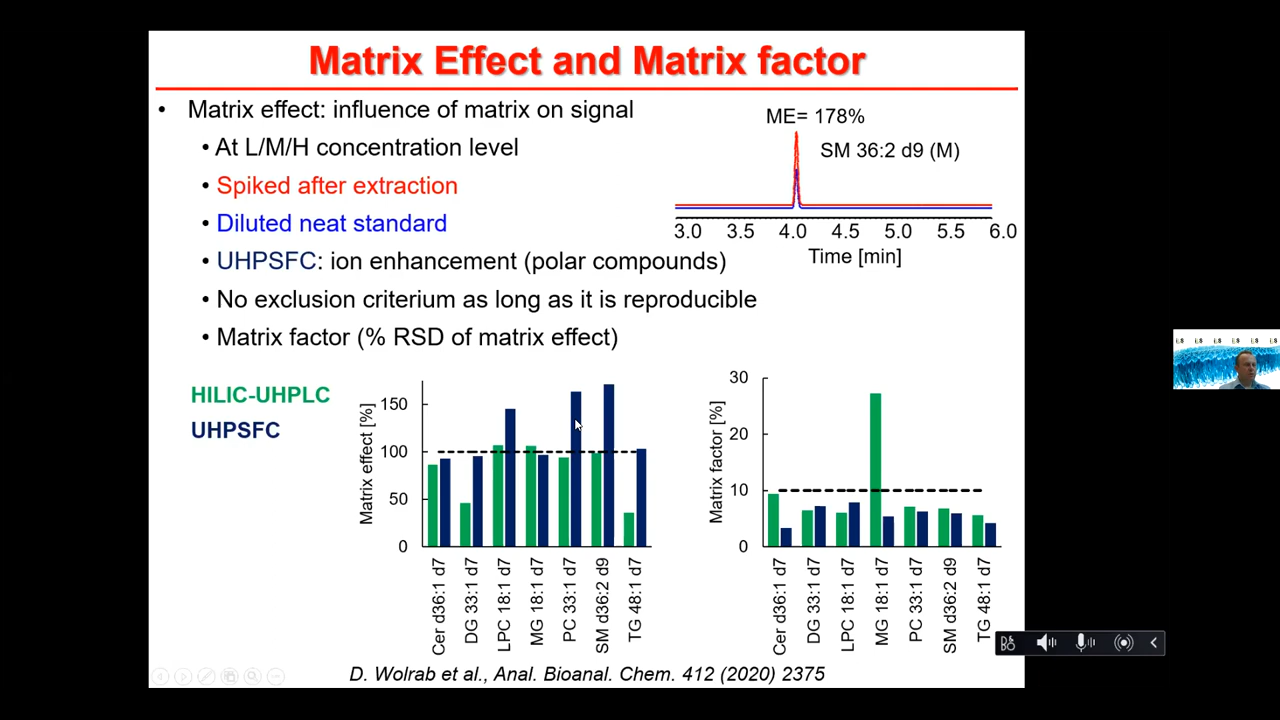 Matrix Effect and Matrix factor
• Matrix effect: influence of matrix on signal
• At L/M/H concentration level
• Spiked after extraction
• Diluted neat standard
• UHPSFC: ion enhancement (polar compounds)
• No exclusion criterium as long as it is reproducible
• Matrix factor (% RSD of matrix effect)
ME= 178%
SM 36:2 d9 (M)
3.0 3.5 4.0 4.5 5.0 5.5 6.0
Time [min]
HILIC-UHPLC
UHPSFC
Matrix effect [%]
150
100
50
0
Cer d36:1 d7
DG 33:1 d7
LPC 18:1 d7
MG 18:1 d7
PC 33:1 d7
SM d36:2 d9
TG 48:1 d7
Matrix factor [%]
30
20
10
0
Cer d36:1 d7
DG 33:1 d7
LPC 18:1 d7
MG 18:1 d7
PC 33:1 d7
SM d36:2 d9
TG 48:1 d7
D. Wolrab et al., Anal. Bioanal. Chem. 412 (2020) 2375